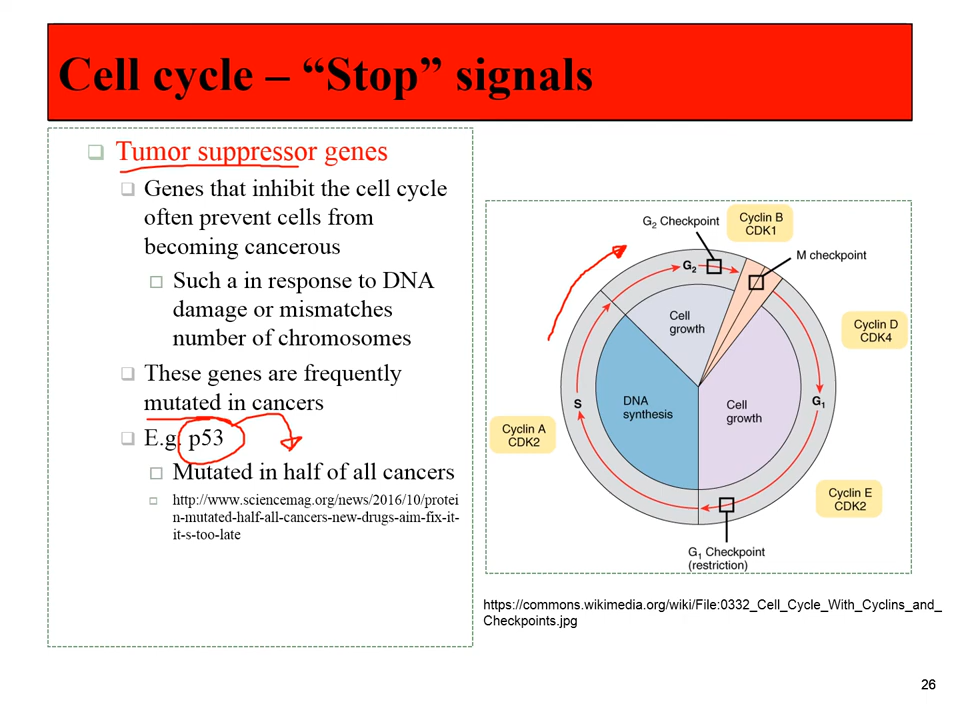 Cell cycle – “Stop” signals
Tumor suppressor genes
Genes that inhibit the cell cycle
often prevent cells from
becoming cancerous
Such a in response to DNA
damage or mismatches
number of chromosomes
These genes are frequently
mutated in cancers
E.g. p53
Mutated in half of all cancers
http://www.sciencemag.org/news/2016/10/protei
n-mutated-half-all-cancers-new-drugs-aim-fix-it-
it-s-too-late
G2 Checkpoint
Cyclin B
CDK1
M checkpoint
G2
Cell
growth
Cyclin D
CDK4
S
DNA
synthesis
Cell
growth
G1
Cyclin A
CDK2
Cyclin E
CDK2
G1 Checkpoint
(restriction)
https://commons.wikimedia.org/wiki/File:0332_Cell_Cycle_With_Cyclins_and_
Checkpoints.jpg
26